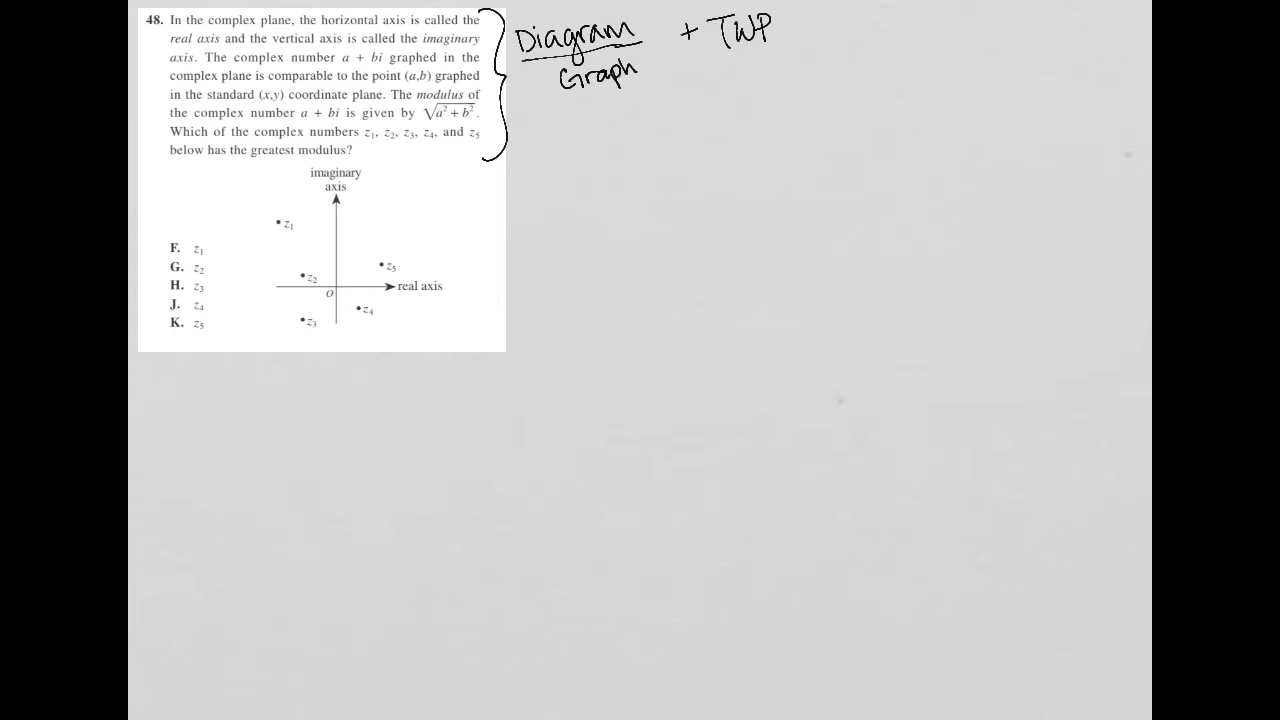 48. In the complex plane, the horizontal axis is called the
real axis and the vertical axis is called the imaginary
axis. The complex number a + bi graphed in the
complex plane is comparable to the point (a,b) graphed
in the standard (x,y) coordinate plane. The modulus of
the complex number a + bi is given by √(a² + b²).
Which of the complex numbers z₁, z₂, z₃, z₄, and z₅
below has the greatest modulus?
Diagram + TWP
Graph
imaginary
axis
z₁
F. z₁
G. z₂
H. z₃
J. z₄
K. z₅
z₅
z₂
real axis
O
z₄
z₃